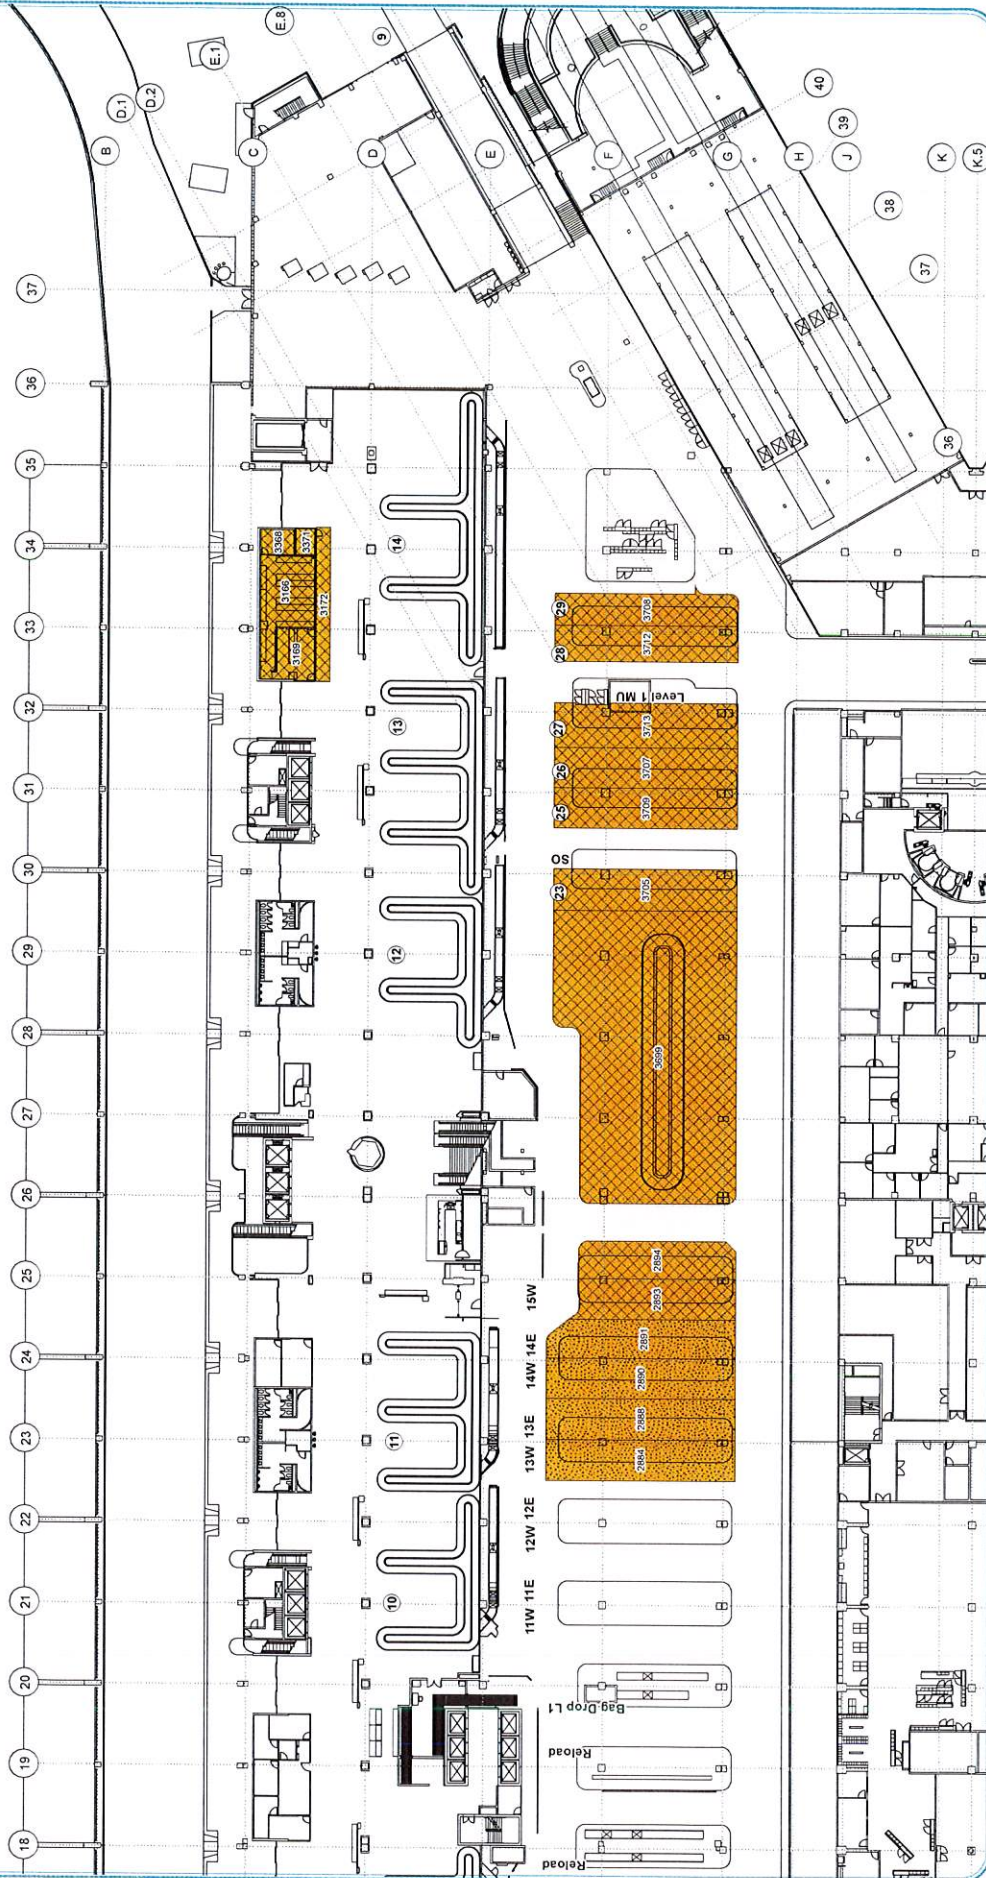 E.8
9
E.1
D.2
D.1
40
39
B
C
D
E
F
G
H
J
K
K.5
38
37
37
36
36
35
34
33
32
31
30
29
28
27
26
25
24
23
22
21
20
19
18
14
13
12
11
10
3368
3371
3166
3172
3169
29
3708
28
3712
Level 1 MU
27
3713
26
3707
25
3709
SO
23
3705
3699
2894
15W
2893
14W 14E
2891
2890
13W 13E
2888
2884
12W 12E
11W 11E
Bag Drop L1
Reload
Reload